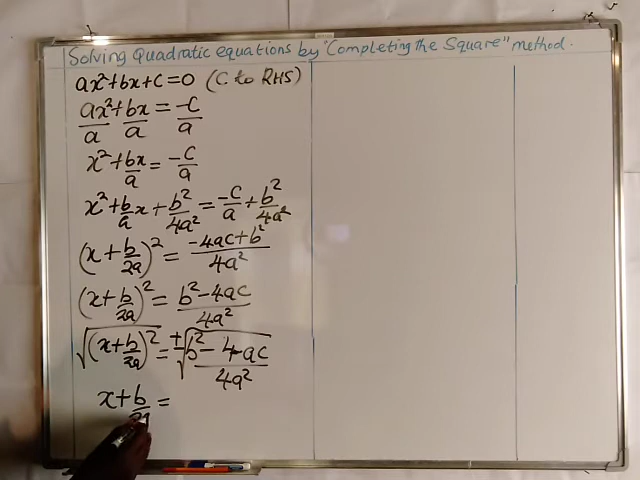 Solving Quadratic equations by "Completing the Square" method.
ax²+bx+c=0 (C to RHS)
ax²/a + bx/a = -c/a
x²+bx/a = -c/a
x²+b/a x+b²/4a² = -c/a + b²/4a²
(x+b/2a)² = -4ac+b²/4a²
(x+b/2a)² = b²-4ac/4a²
√(x+b/2a)² = ±√b²-4ac/4a²
x+b/2a =